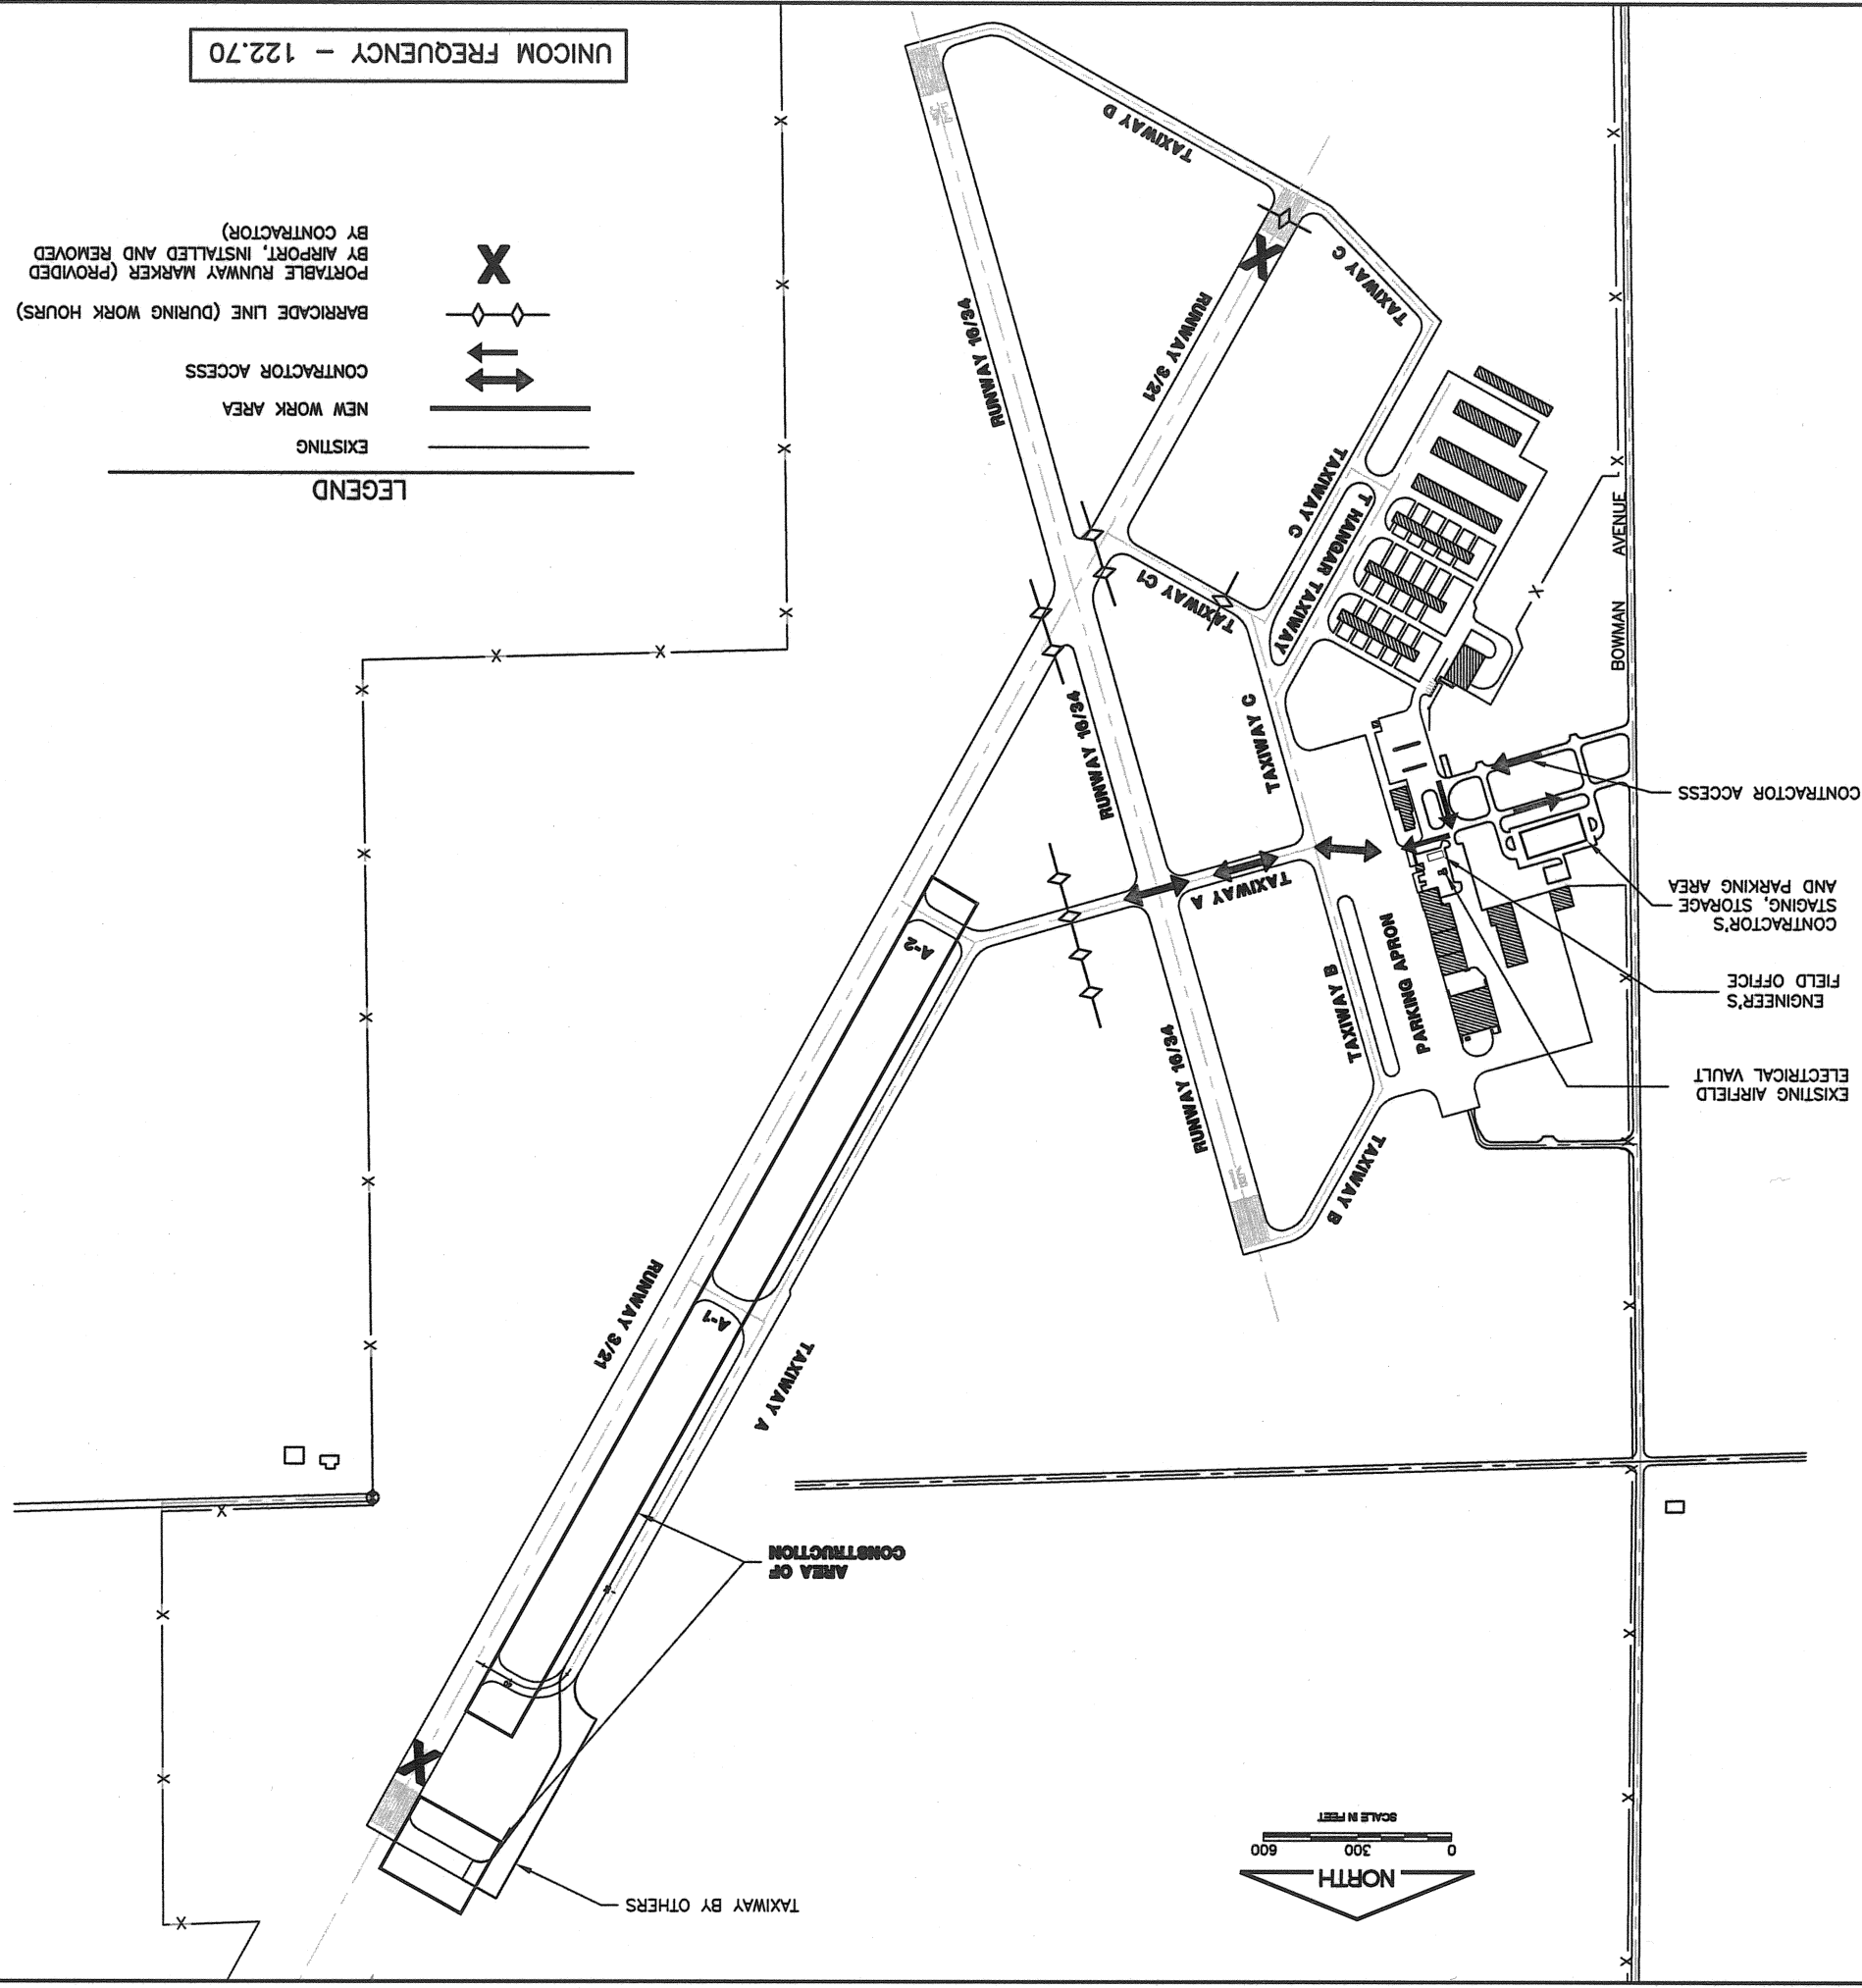 TAXIWAY BY OTHERS
NORTH
0 300 600
SCALE IN FEET
AREA OF
CONSTRUCTION
TAXIWAY A
A-1
RUNWAY 3/21
TAXIWAY B
RUNWAY 16/34
EXISTING AIRFIELD
ELECTRICAL VAULT
ENGINEER'S
FIELD OFFICE
CONTRACTOR'S
STAGING, STORAGE
AND PARKING AREA
CONTRACTOR ACCESS
PARKING APRON
TAXIWAY B
TAXIWAY A
A-2
TAXIWAY C
RUNWAY 16/34
BOWMAN AVENUE
T HANGAR TAXIWAY
TAXIWAY C1
TAXIWAY C
RUNWAY 3/21
RUNWAY 16/34
TAXIWAY C
TAXIWAY D
LEGEND
EXISTING
NEW WORK AREA
CONTRACTOR ACCESS
BARRICADE LINE (DURING WORK HOURS)
X
PORTABLE RUNWAY MARKER (PROVIDED
BY AIRPORT, INSTALLED AND REMOVED
BY CONTRACTOR)
UNICOM FREQUENCY - 122.70